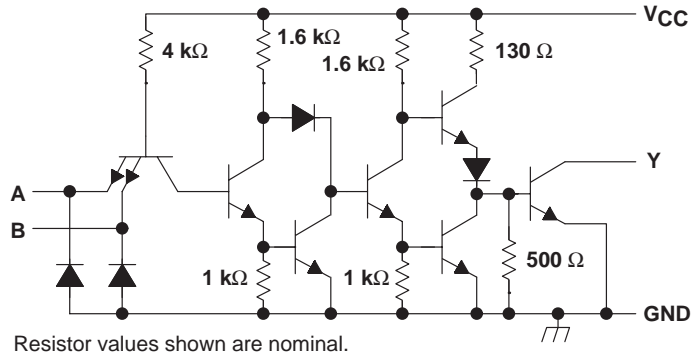 VCC
4 kΩ
1.6 kΩ
1.6 kΩ
130 Ω
A
B
Y
1 kΩ
1 kΩ
500 Ω
GND
Resistor values shown are nominal.